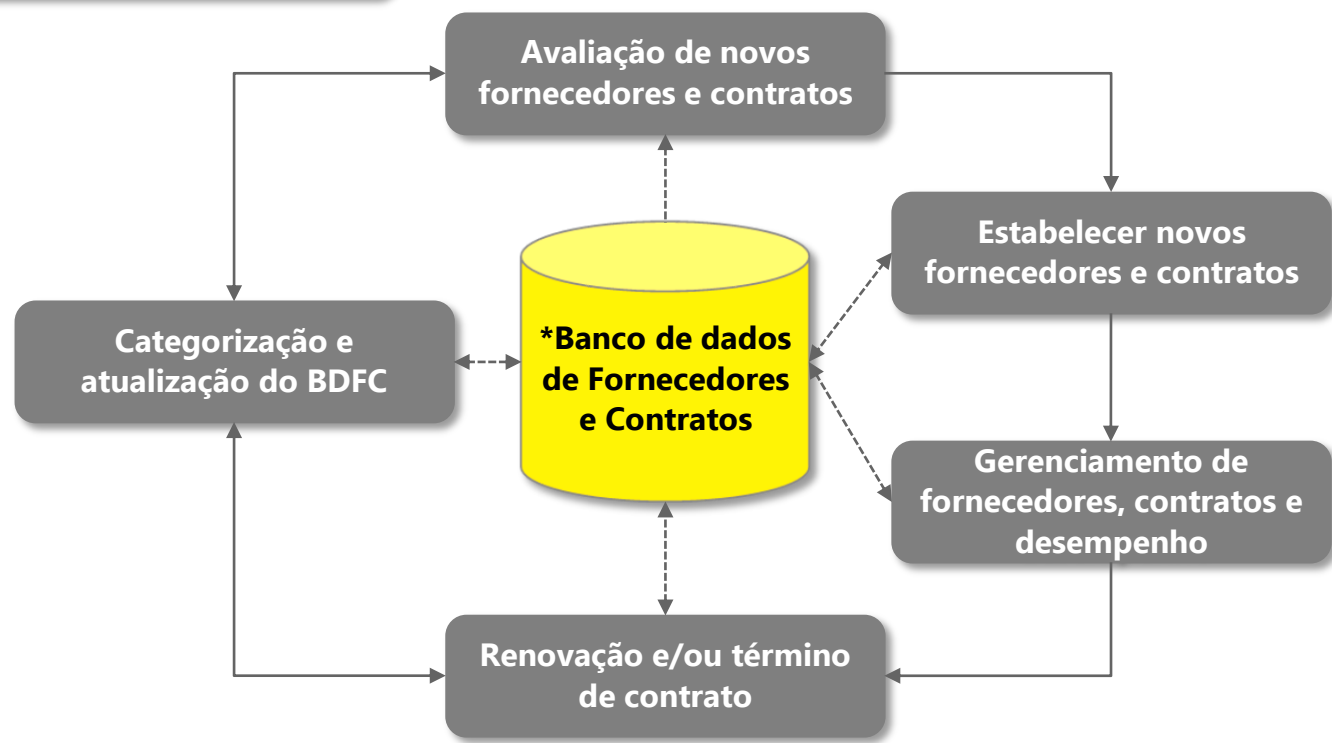 Avaliação de novos
fornecedores e contratos
Estabelecer novos
fornecedores e contratos
Categorização e
atualização do BDFC
*Banco de dados
de Fornecedores
e Contratos
Gerenciamento de
fornecedores, contratos e
desempenho
Renovação e/ou término
de contrato